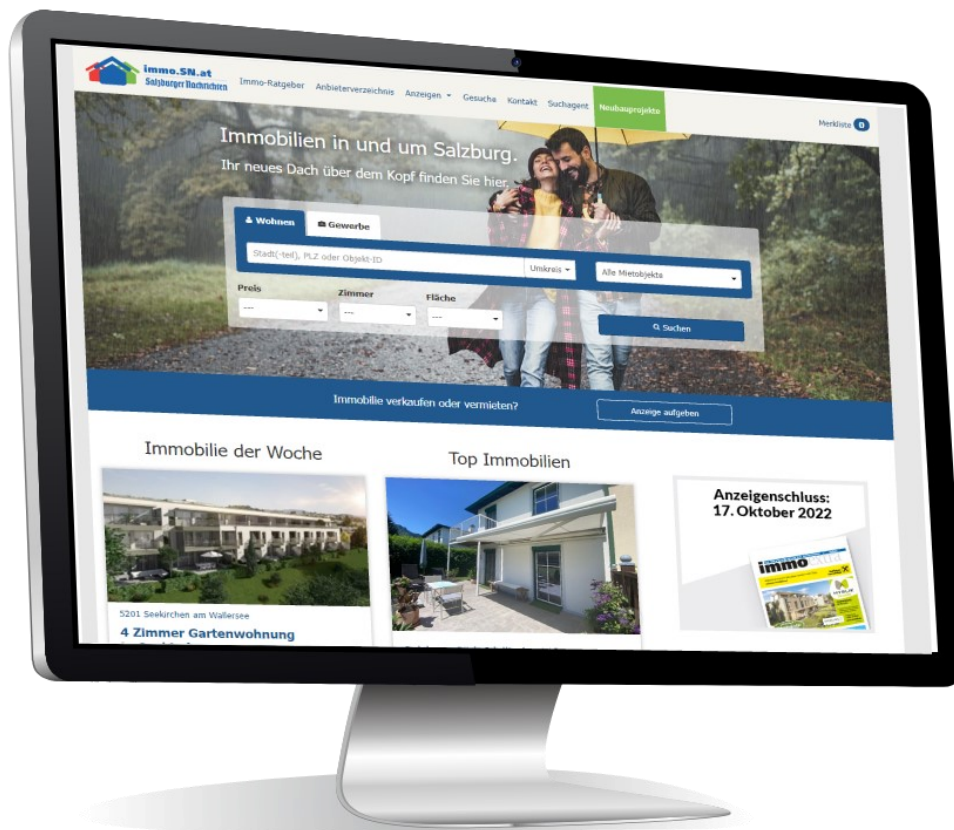 immo.SN.at
Salzburger Nachrichten
Immo-Ratgeber
Anbieterverzeichnis
Anzeigen
Gesuche
Kontakt
Suchagent
Neubauprojekte
Merkliste 0
Immobilien in und um Salzburg.
Ihr neues Dach über dem Kopf finden Sie hier.
Wohnen
Gewerbe
Stadt(-teil), PLZ oder Objekt-ID
Umkreis
Alle Mietobjekte
Preis
Zimmer
Fläche
---
---
---
Suchen
Immobilie verkaufen oder vermieten?
Anzeige aufgeben
Immobilie der Woche
Top Immobilien
Anzeigenschluss:
17. Oktober 2022
immo
5201 Seekirchen am Wallersee
4 Zimmer Gartenwohnung